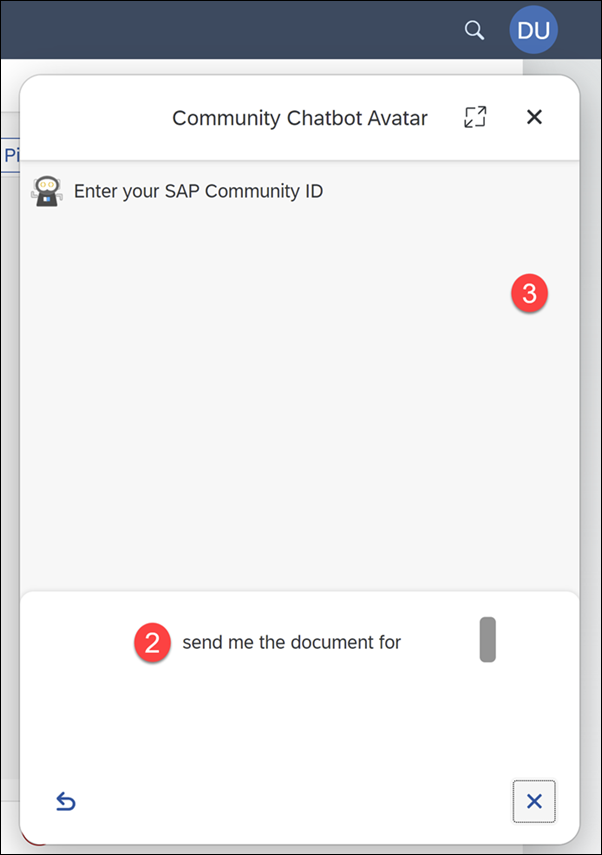 DU
Community Chatbot Avatar
Pi
Enter your SAP Community ID
3
2 send me the document for